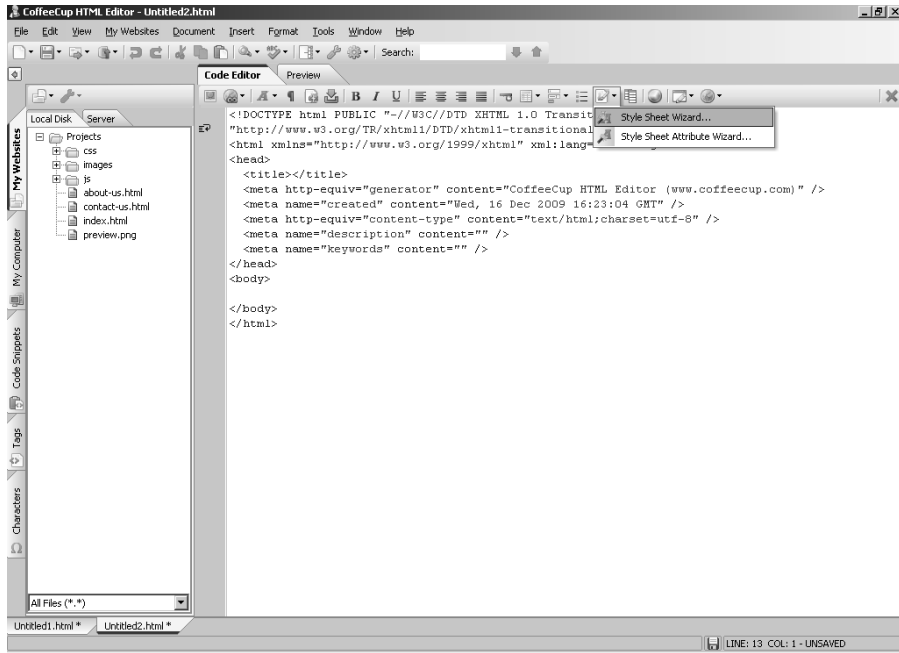 CoffeeCup HTML Editor - Untitled2.html
File Edit View My Websites Document Insert Format Tools Window Help
Search:
Code Editor Preview
B I U
Local Disk Server
My Websites
My Computer
Code Snippets
Tags
Characters
Projects
css
images
js
about-us.html
contact-us.html
index.html
preview.png
<!DOCTYPE html PUBLIC "-//W3C//DTD XHTML 1.0 Transit
"http://www.w3.org/TR/xhtml1/DTD/xhtml1-transitional
<html xmlns="http://www.w3.org/1999/xhtml" xml:lang=
<head>
<title></title>
<meta http-equiv="generator" content="CoffeeCup HTML Editor (www.coffeecup.com)" />
<meta name="created" content="Wed, 16 Dec 2009 16:23:04 GMT" />
<meta http-equiv="content-type" content="text/html;charset=utf-8" />
<meta name="description" content="" />
<meta name="keywords" content="" />
</head>
<body>
</body>
</html>
Style Sheet Wizard...
Style Sheet Attribute Wizard...
All Files (*.*)
Untitled1.html * Untitled2.html *
LINE: 13 COL: 1 - UNSAVED